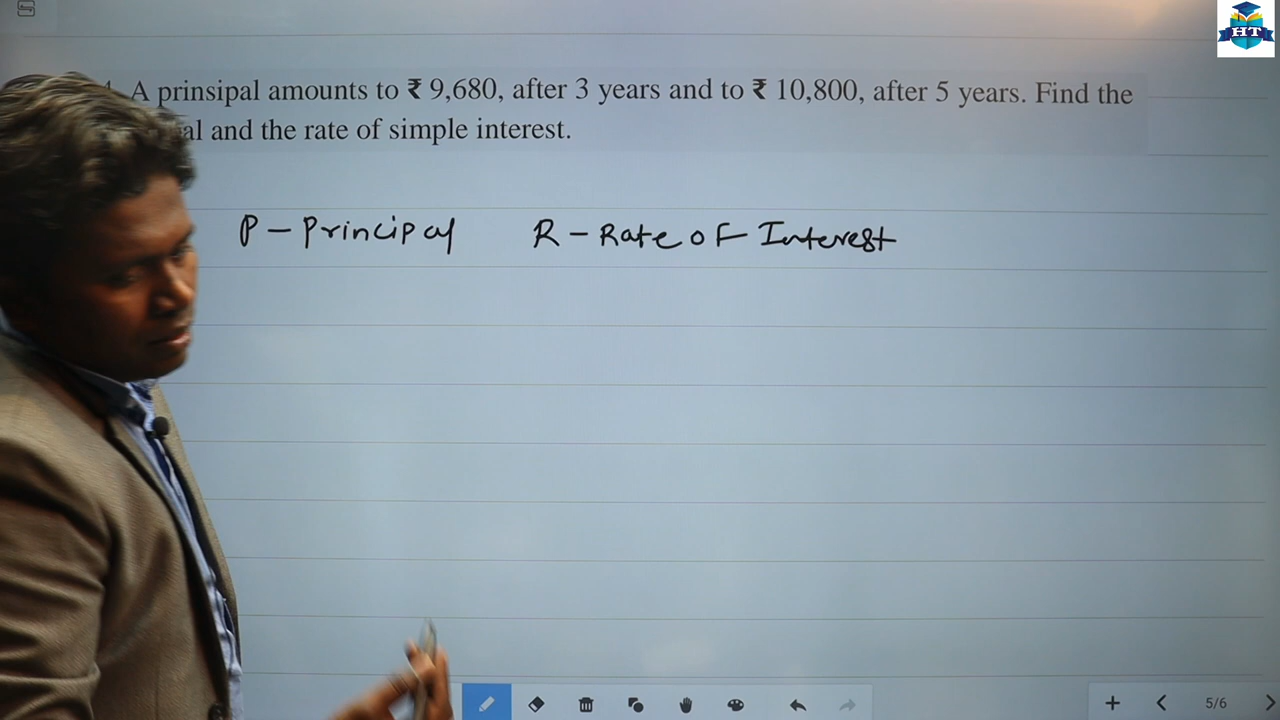 A prinsipal amounts to ₹ 9,680, after 3 years and to ₹ 10,800, after 5 years. Find the
al and the rate of simple interest.
P – Principal R – Rate of Interest
HT
5/6